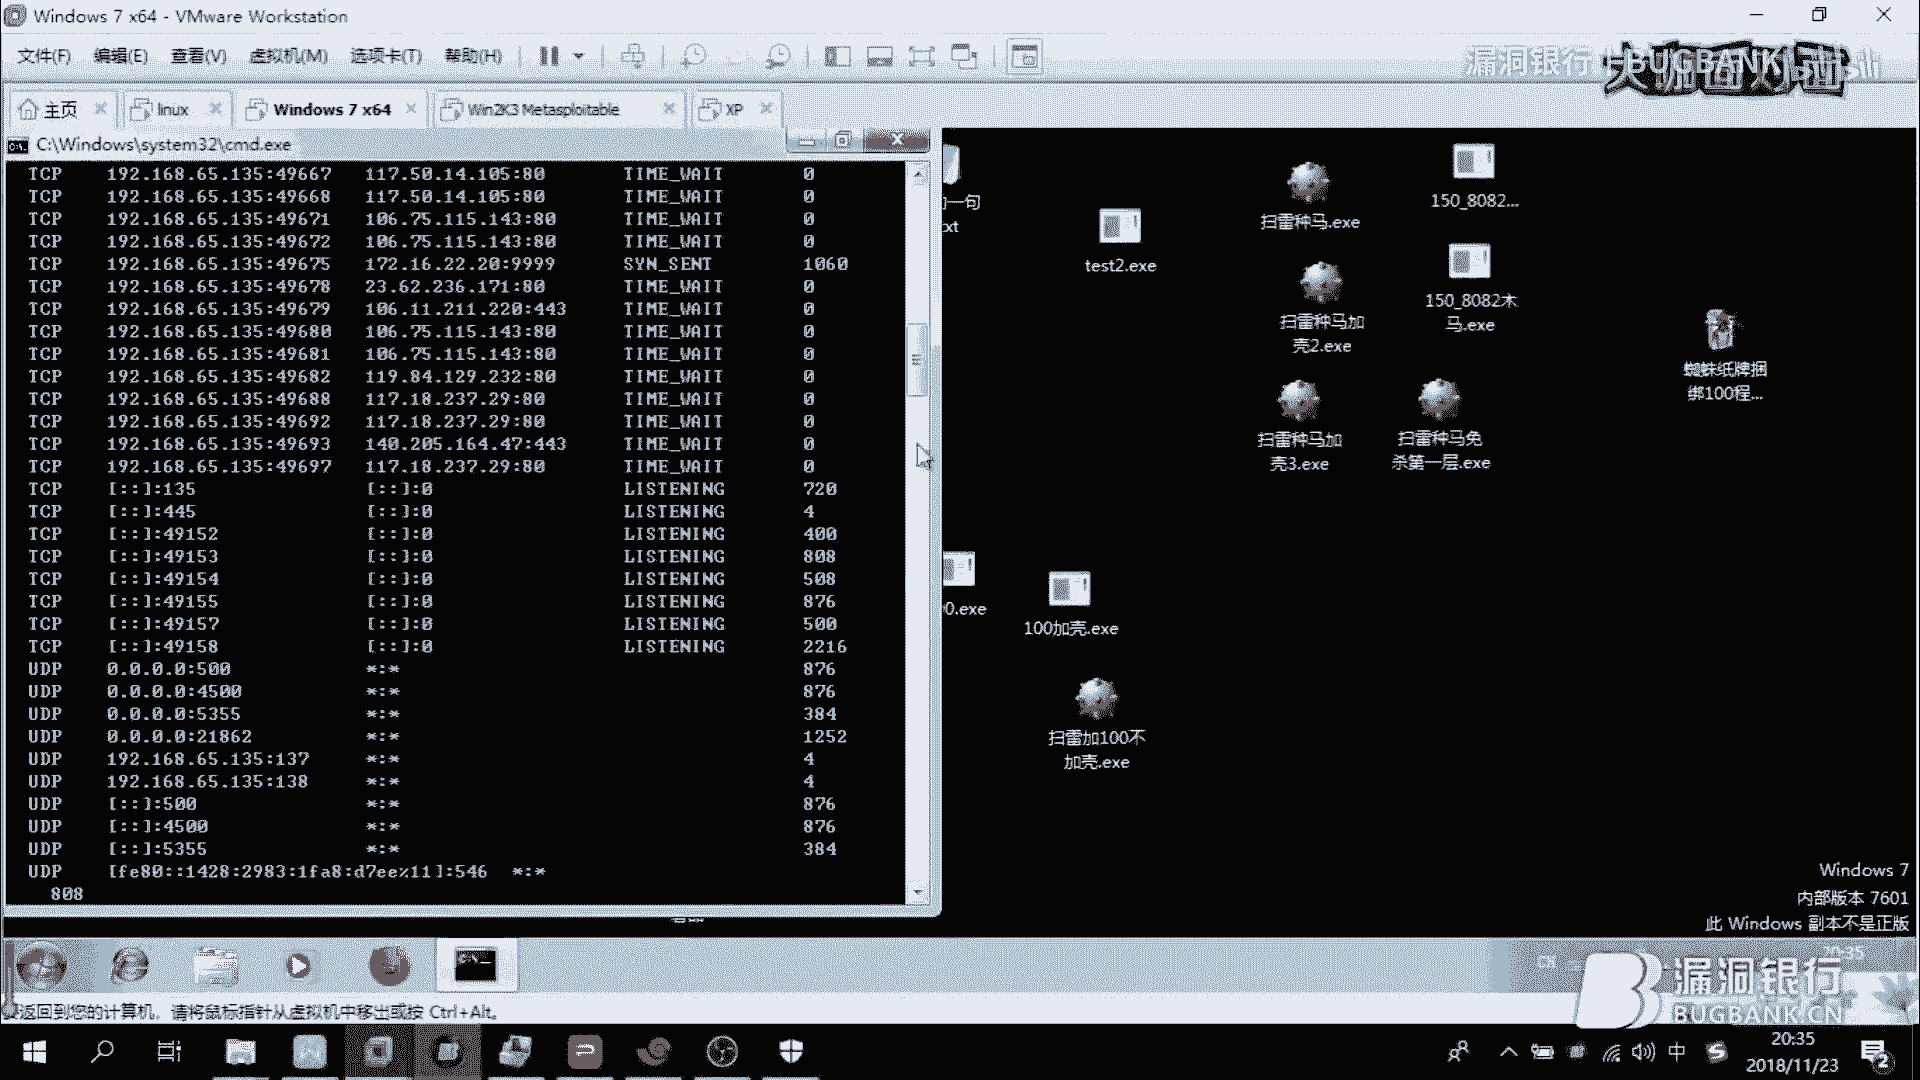 Windows 7 x64 - VMware Workstation
文件(F) 编辑(E) 查看(V) 虚拟机(M) 选项卡(T) 帮助(H)
漏洞银行 BUGBANK
主页 linux Windows 7 x64 Win2K3 Metasploitable XP
C:\Windows\system32\cmd.exe
TCP 192.168.65.135:49667 117.50.14.105:80 TIME_WAIT 0
TCP 192.168.65.135:49668 117.50.14.105:80 TIME_WAIT 0
TCP 192.168.65.135:49671 106.75.115.143:80 TIME_WAIT 0
TCP 192.168.65.135:49672 106.75.115.143:80 TIME_WAIT 0
TCP 192.168.65.135:49675 172.16.22.20:9999 SYN_SENT 1060
TCP 192.168.65.135:49678 23.62.236.171:80 TIME_WAIT 0
TCP 192.168.65.135:49679 106.11.211.220:443 TIME_WAIT 0
TCP 192.168.65.135:49680 106.75.115.143:80 TIME_WAIT 0
TCP 192.168.65.135:49681 106.75.115.143:80 TIME_WAIT 0
TCP 192.168.65.135:49682 119.84.129.232:80 TIME_WAIT 0
TCP 192.168.65.135:49688 117.18.237.29:80 TIME_WAIT 0
TCP 192.168.65.135:49692 117.18.237.29:80 TIME_WAIT 0
TCP 192.168.65.135:49693 140.205.164.47:443 TIME_WAIT 0
TCP 192.168.65.135:49697 117.18.237.29:80 TIME_WAIT 0
TCP [::]:135 [::]:0 LISTENING 720
TCP [::]:445 [::]:0 LISTENING 4
TCP [::]:49152 [::]:0 LISTENING 400
TCP [::]:49153 [::]:0 LISTENING 808
TCP [::]:49154 [::]:0 LISTENING 508
TCP [::]:49155 [::]:0 LISTENING 876
TCP [::]:49157 [::]:0 LISTENING 500
TCP [::]:49158 [::]:0 LISTENING 2216
UDP 0.0.0.0:500 *:* 876
UDP 0.0.0.0:4500 *:* 876
UDP 0.0.0.0:5355 *:* 384
UDP 0.0.0.0:21862 *:* 1252
UDP 192.168.65.135:137 *:* 4
UDP 192.168.65.135:138 *:* 4
UDP [::]:500 *:* 876
UDP [::]:4500 *:* 876
UDP [::]:5355 *:* 384
UDP [fe80::1428:2983:1fa8:d7ee%11]:546 *:*
808
一句
xt
test2.exe
扫雷种马.exe
150_8082...
扫雷种马加
壳2.exe
150_8082木
马.exe
蜘蛛纸牌捆
绑100程...
扫雷种马加
壳3.exe
扫雷种马免
杀第一层.exe
0.exe
100加壳.exe
扫雷加100不
加壳.exe
Windows 7
内部版本 7601
此 Windows 副本不是正版
CH
20:35
漏洞银行
BUGBANK.CN
返回到您的计算机，请将鼠标指针从虚拟机中移出或按 Ctrl+Alt。
中
20:35
2018/11/23
2